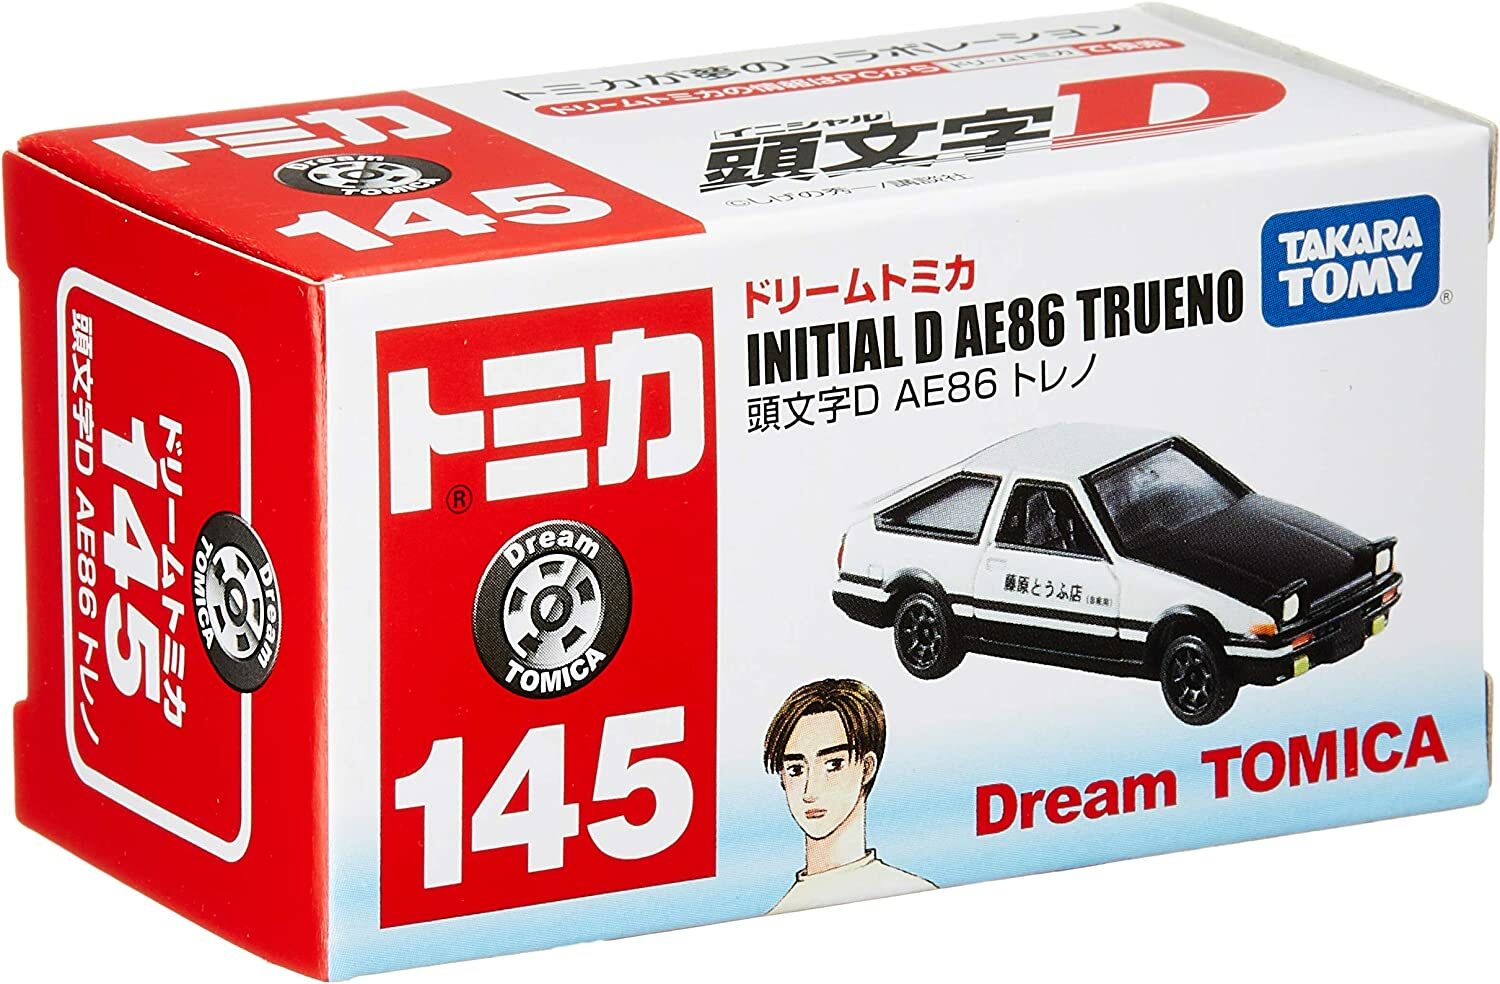 トミカが夢のコラボレーション
ドリームトミカの情報はPCから ドリームトミカ で検索
イニシャル
頭文字D
©しげの秀一/講談社
トミカ
Dream
TOMICA
145
ドリームトミカ
INITIAL D AE86 TRUENO
頭文字D AE86 トレノ
TAKARA
TOMY
®
トミカ
®
Dream
TOMICA
145
藤原とうふ店(自家用)
Dream TOMICA
ドリームトミカ
145
頭文字D AE86 トレノ
Dream
TOMICA